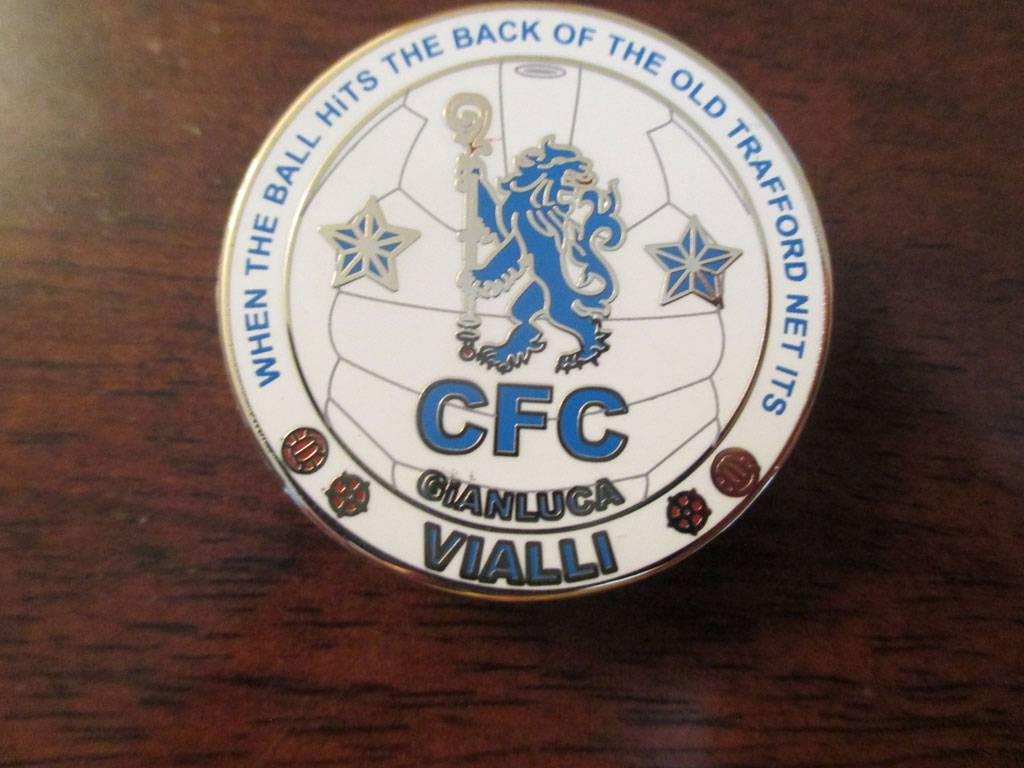 WHEN THE BALL HiTS THE BACK OF THE OLD TRAFFORD NET ITS
CFC
GiANLUCA
VIALLI